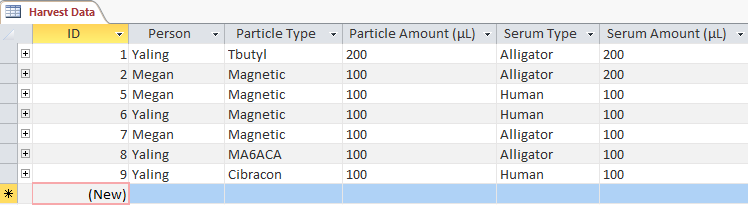 Harvest Data
ID Person Particle Type Particle Amount (µL) Serum Type Serum Amount (µL)
1 Yaling Tbutyl 200 Alligator 200
2 Megan Magnetic 100 Alligator 200
5 Megan Magnetic 100 Human 100
6 Yaling Magnetic 100 Human 100
7 Megan Magnetic 100 Alligator 100
8 Yaling MA6ACA 100 Alligator 100
9 Yaling Cibracon 100 Human 100
(New)